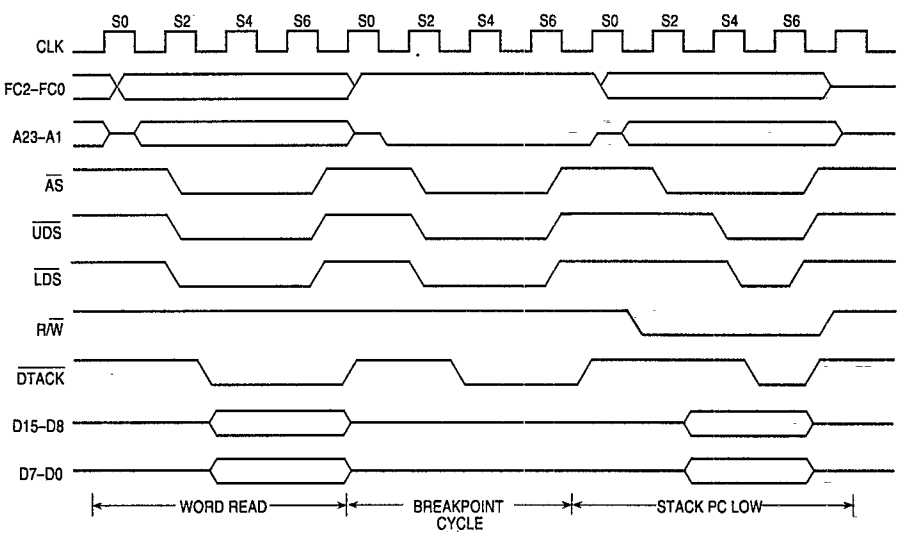 S0 S2 S4 S6 S0 S2 S4 S6 S0 S2 S4 S6
CLK
FC2–FC0
A23–A1
AS
UDS
LDS
R/W
DTACK
D15–D8
D7–D0
WORD READ
BREAKPOINT
CYCLE
STACK PC LOW